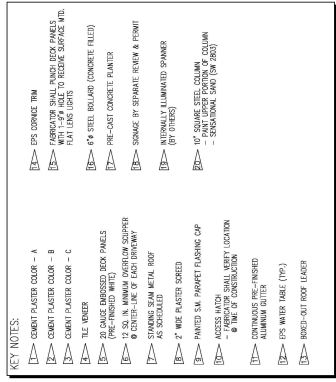 KEY NOTES:
1 CEMENT PLASTER COLOR - A
2 CEMENT PLASTER COLOR - B
3 CEMENT PLASTER COLOR - C
4 TILE VENEER
5 20 GAUGE EMBOSSED DECK PANELS
(PRE-FINISHED WHITE)
6 12 SQ. IN. MINIMUM OVERFLOW SCUPPER
@ CENTER-LINE OF EACH DRIVEWAY
7 STANDING SEAM METAL ROOF
AS SCHEDULED
8 2" WIDE PLASTER SCREED
9 PAINTED S.M. PARAPET FLASHING CAP
10 ACCESS HATCH
- FABRICATOR SHALL VERIFY LOCATION
@ TIME OF CONSTRUCTION
11 CONTINUOUS PRE-FINISHED
ALUMINUM GUTTER
12 EPS WATER TABLE (TYP.)
13 BOXED-OUT ROOF LEADER
14 EPS CORNICE TRIM
15 FABRICATOR SHALL PUNCH DECK PANELS
WITH 1-9"ø HOLE TO RECEIVE SURFACE MTD.
FLAT LENS LIGHTS
16 6"ø STEEL BOLLARD (CONCRETE FILLED)
17 PRE-CAST CONCRETE PLANTER
18 SIGNAGE BY SEPARATE REVIEW & PERMIT
19 INTERNALLY ILLUMINATED SPANNER
(BY OTHERS)
20 10" SQUARE STEEL COLUMN
- PAINT UPPER PORTION OF COLUMN
- SENSATIONAL SAND (SW 2803)